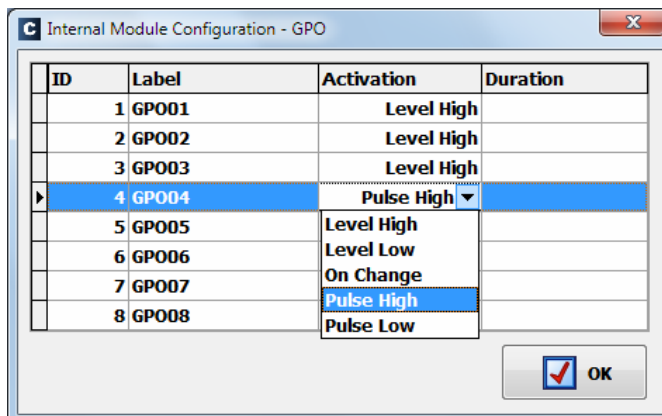 C Internal Module Configuration - GPO
ID Label Activation Duration
1 GPO01 Level High
2 GPO02 Level High
3 GPO03 Level High
4 GPO04 Pulse High
5 GPO05 Level High
6 GPO06 Level Low
On Change
7 GPO07 Pulse High
8 GPO08 Pulse Low
OK